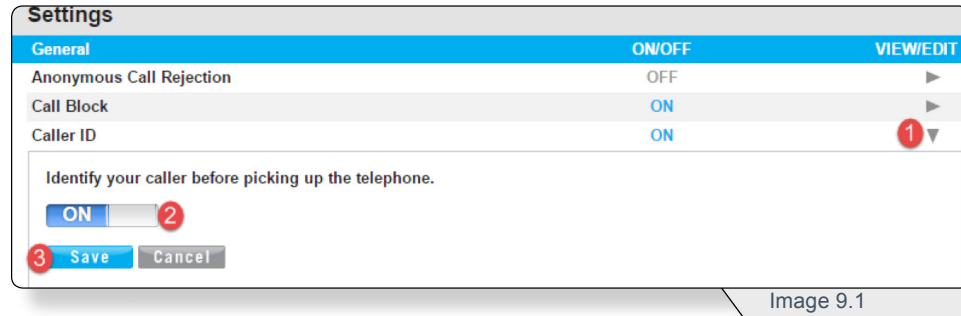 Settings
General ON/OFF VIEW/EDIT
Anonymous Call Rejection OFF
Call Block ON
Caller ID ON 1
Identify your caller before picking up the telephone.
ON 2
3 Save Cancel
Image 9.1